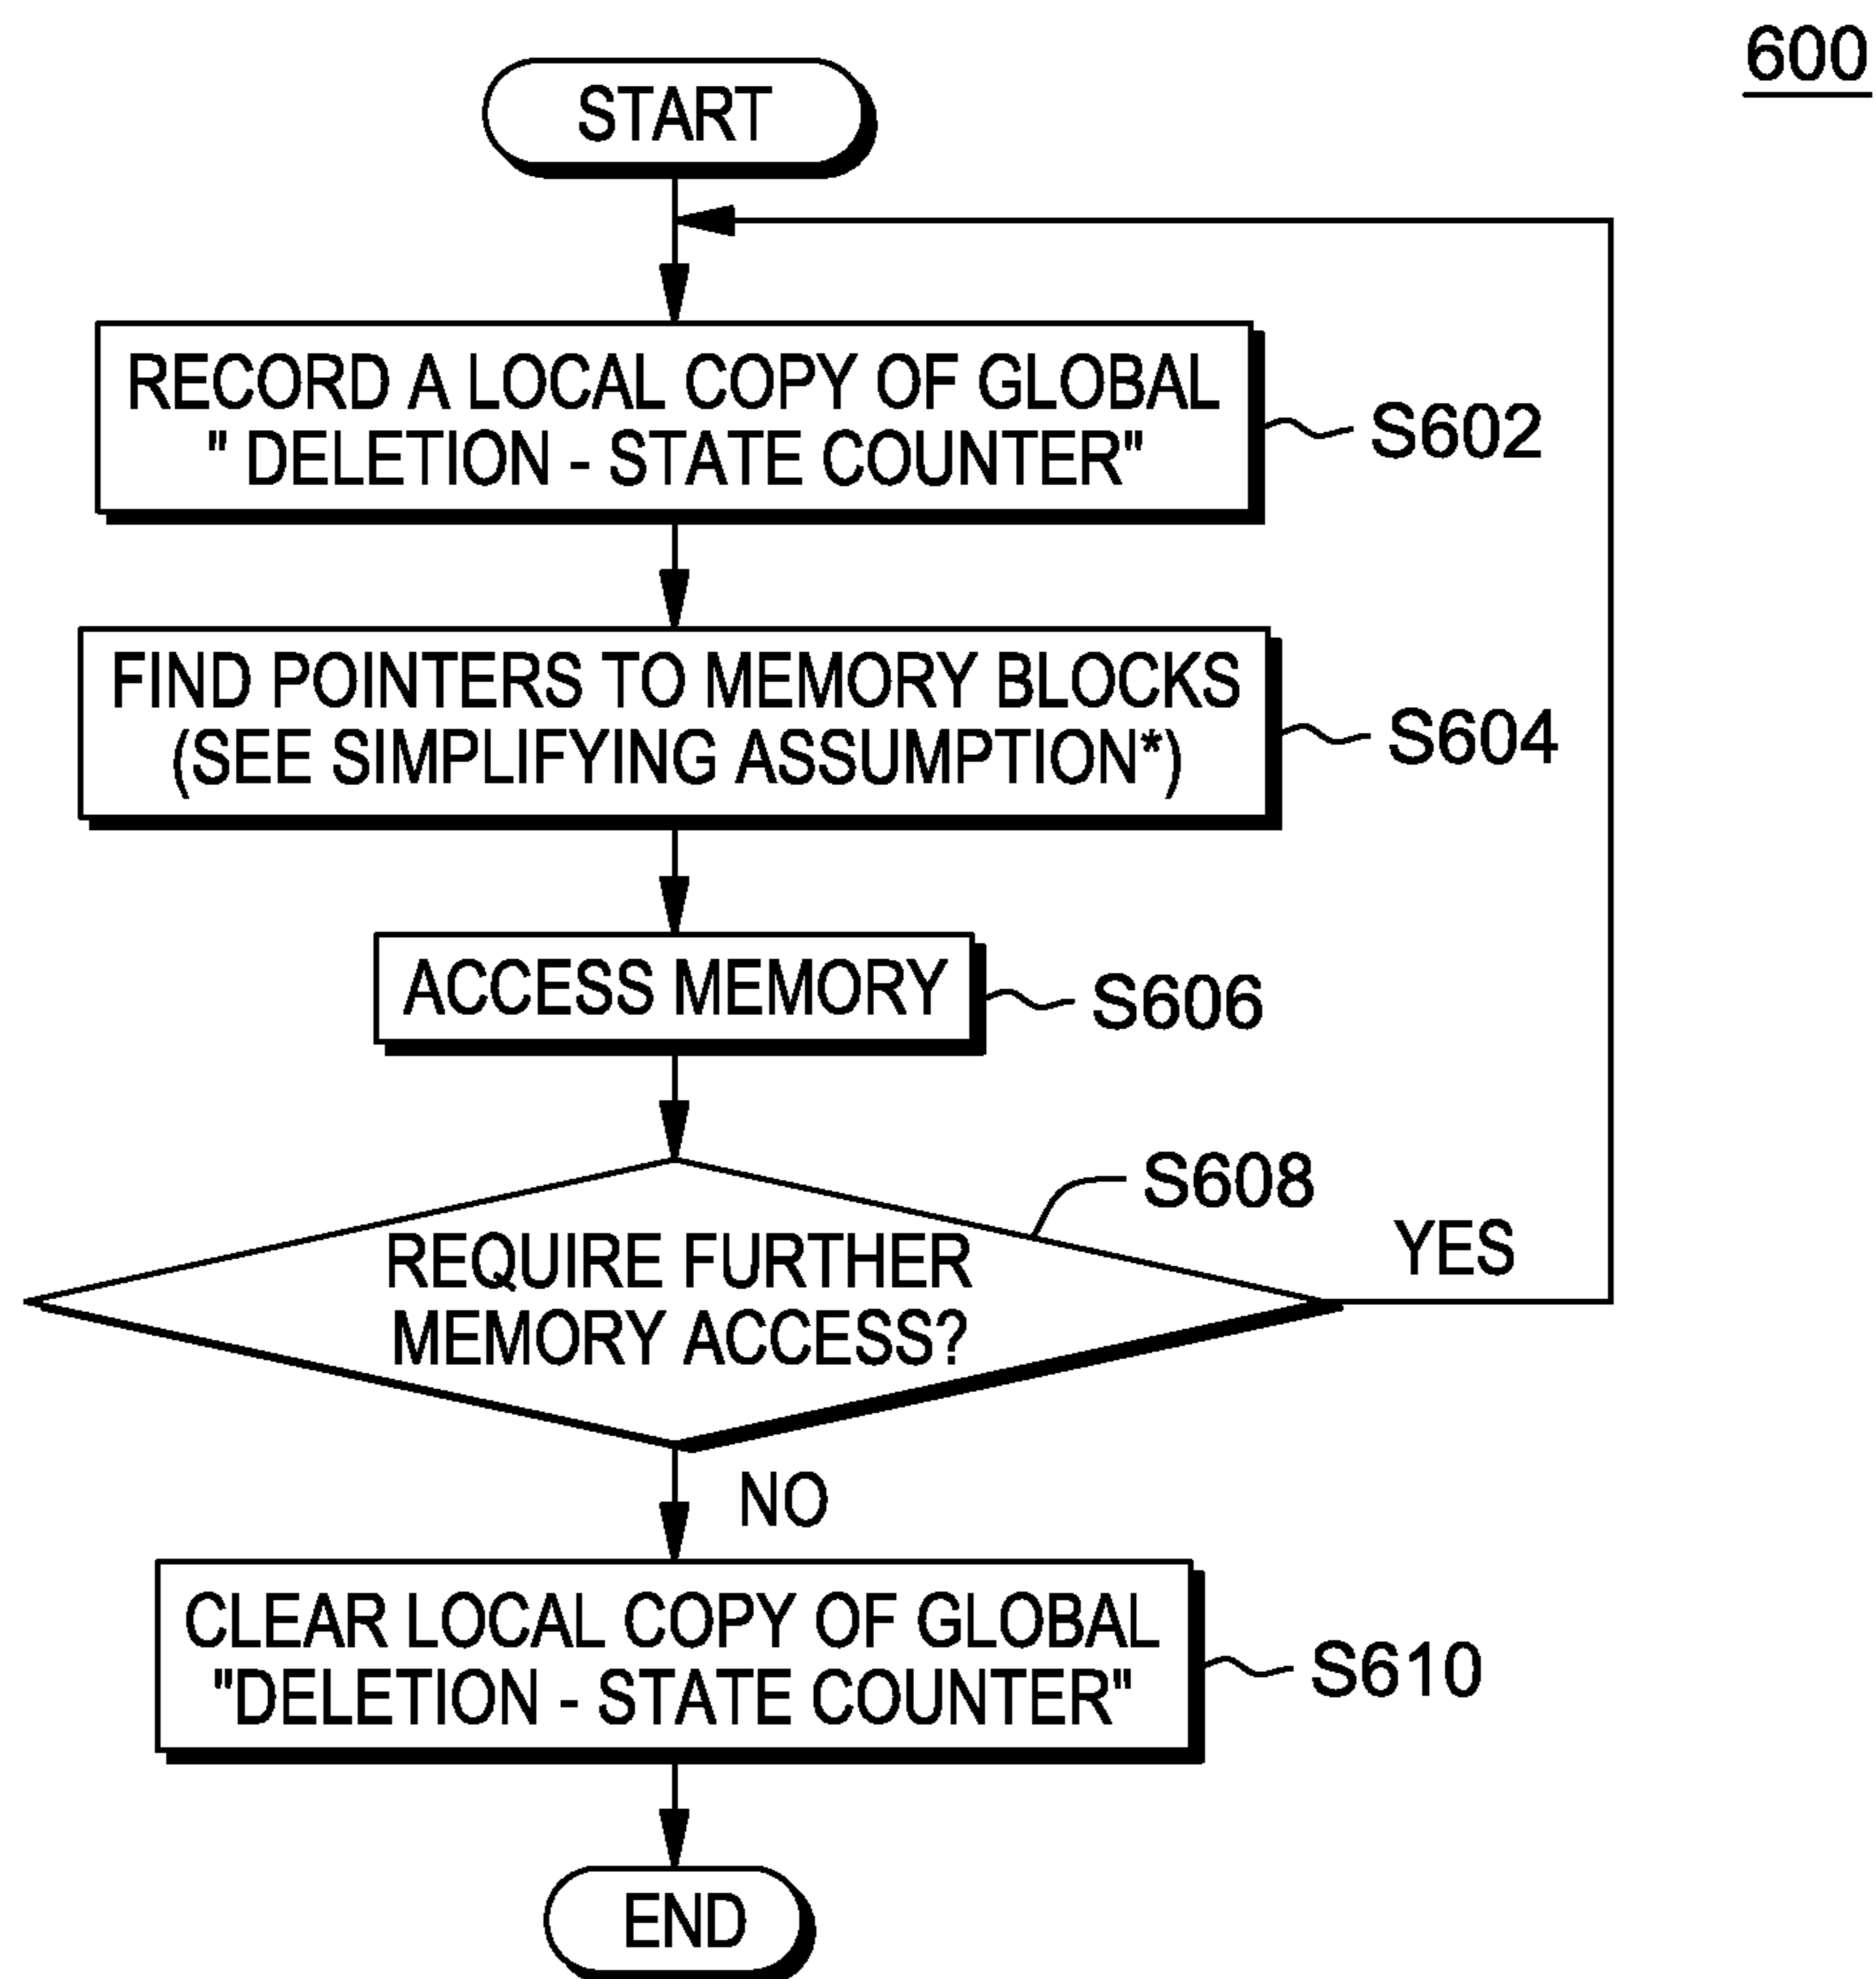 600
START
RECORD A LOCAL COPY OF GLOBAL
" DELETION - STATE COUNTER"
S602
FIND POINTERS TO MEMORY BLOCKS
(SEE SIMPLIFYING ASSUMPTION*)
S604
ACCESS MEMORY
S606
S608
REQUIRE FURTHER
MEMORY ACCESS?
YES
NO
CLEAR LOCAL COPY OF GLOBAL
"DELETION - STATE COUNTER"
S610
END